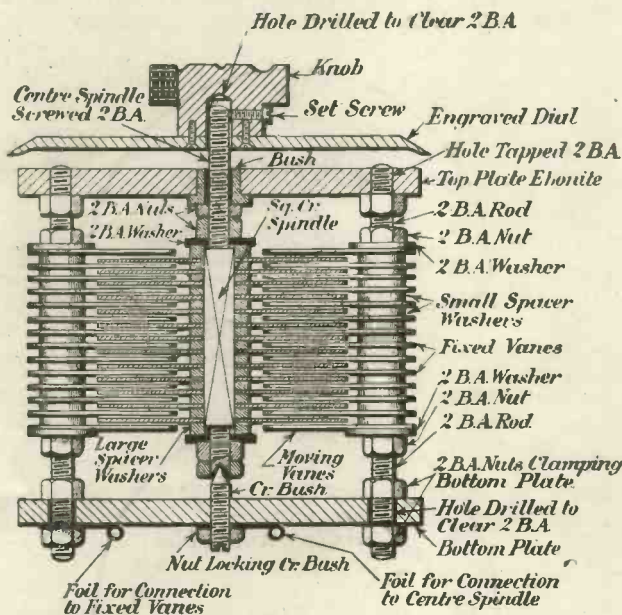 Hole Drilled to Clear 2 B.A
Knob
Centre Spindle
Screwed 2 B.A.
Set Screw
Engraved Dial
Bush
Hole Tapped 2 B.A
Top Plate Ebonite
2 B.A. Nuts
2 B.A. Washer
Sq. Cr.
Spindle
2 B.A. Rod
2 B.A. Nut
2 B.A. Washer
Small Spacer
Washers
Fixed Vanes
2 B.A. Washer
2 B.A. Nut
2 B.A. Rod.
Large
Spacer
Washers
Moving
Vanes
Cr. Bush
2 B.A. Nuts Clamping
Bottom Plate
Hole Drilled to
Clear 2 B.A
Bottom Plate
Nut Locking Cr. Bush
Foil for Connection
to Fixed Vanes
Foil for Connection
to Centre Spindle